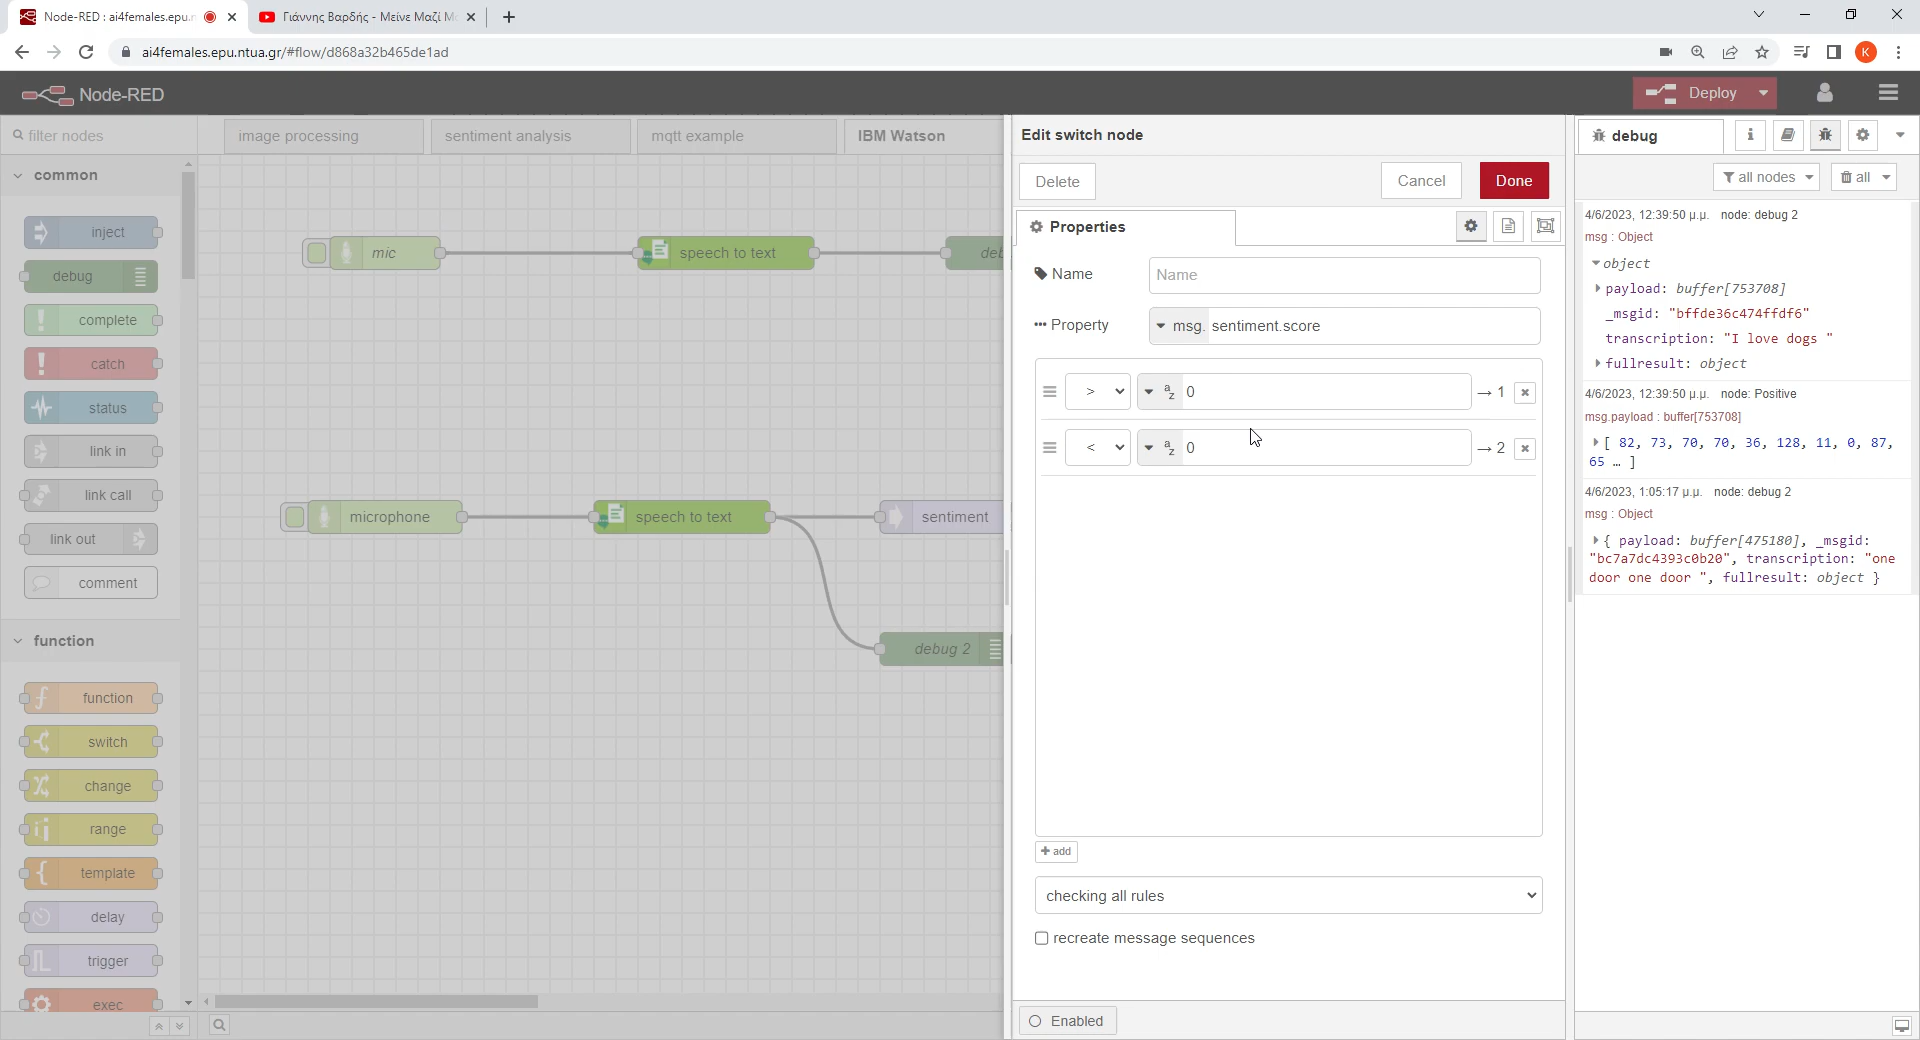 Node-RED : ai4females.epu.n
Γιάννης Βαρδής - Μείνε Μαζί Μ
ai4females.epu.ntua.gr/#flow/d868a32b465de1ad
K
Node-RED
Deploy
filter nodes
image processing
sentiment analysis
mqtt example
IBM Watson
common
inject
debug
complete
catch
status
link in
link call
link out
comment
function
function
switch
change
range
template
delay
trigger
exec
mic
speech to text
deb
microphone
speech to text
sentiment
debug 2
Edit switch node
Delete
Cancel
Done
Properties
Name
Name
Property
msg. sentiment.score
> a z 0 → 1
< a z 0 → 2
add
checking all rules
recreate message sequences
Enabled
debug
i
all nodes
all
4/6/2023, 12:39:50 μ.μ. node: debug 2
msg : Object
object
payload: buffer[753708]
_msgid: "bffde36c474ffdf6"
transcription: "I love dogs "
fullresult: object
4/6/2023, 12:39:50 μ.μ. node: Positive
msg.payload : buffer[753708]
[ 82, 73, 70, 70, 36, 128, 11, 0, 87,
65 … ]
4/6/2023, 1:05:17 μ.μ. node: debug 2
msg : Object
{ payload: buffer[475180], _msgid:
"bc7a7dc4393c0b20", transcription: "one
door one door ", fullresult: object }